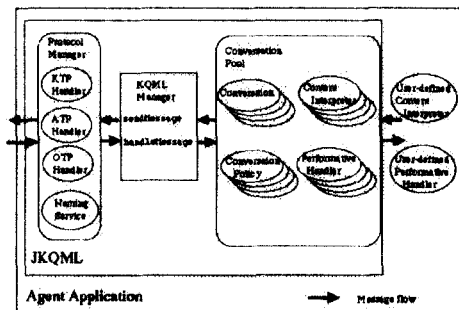 Protocol
Manager
KTP
Handler
ATP
Handler
OTP
Handler
Naming
Service
KQML
Manager
sendMessage
handleMessage
Conversation
Pool
Conversation
Content
Interpreter
Conversation
Policy
Performative
Handler
User-defined
Content
Interpreter
User-defined
Performative
Handler
JKQML
Agent Application
Message flow